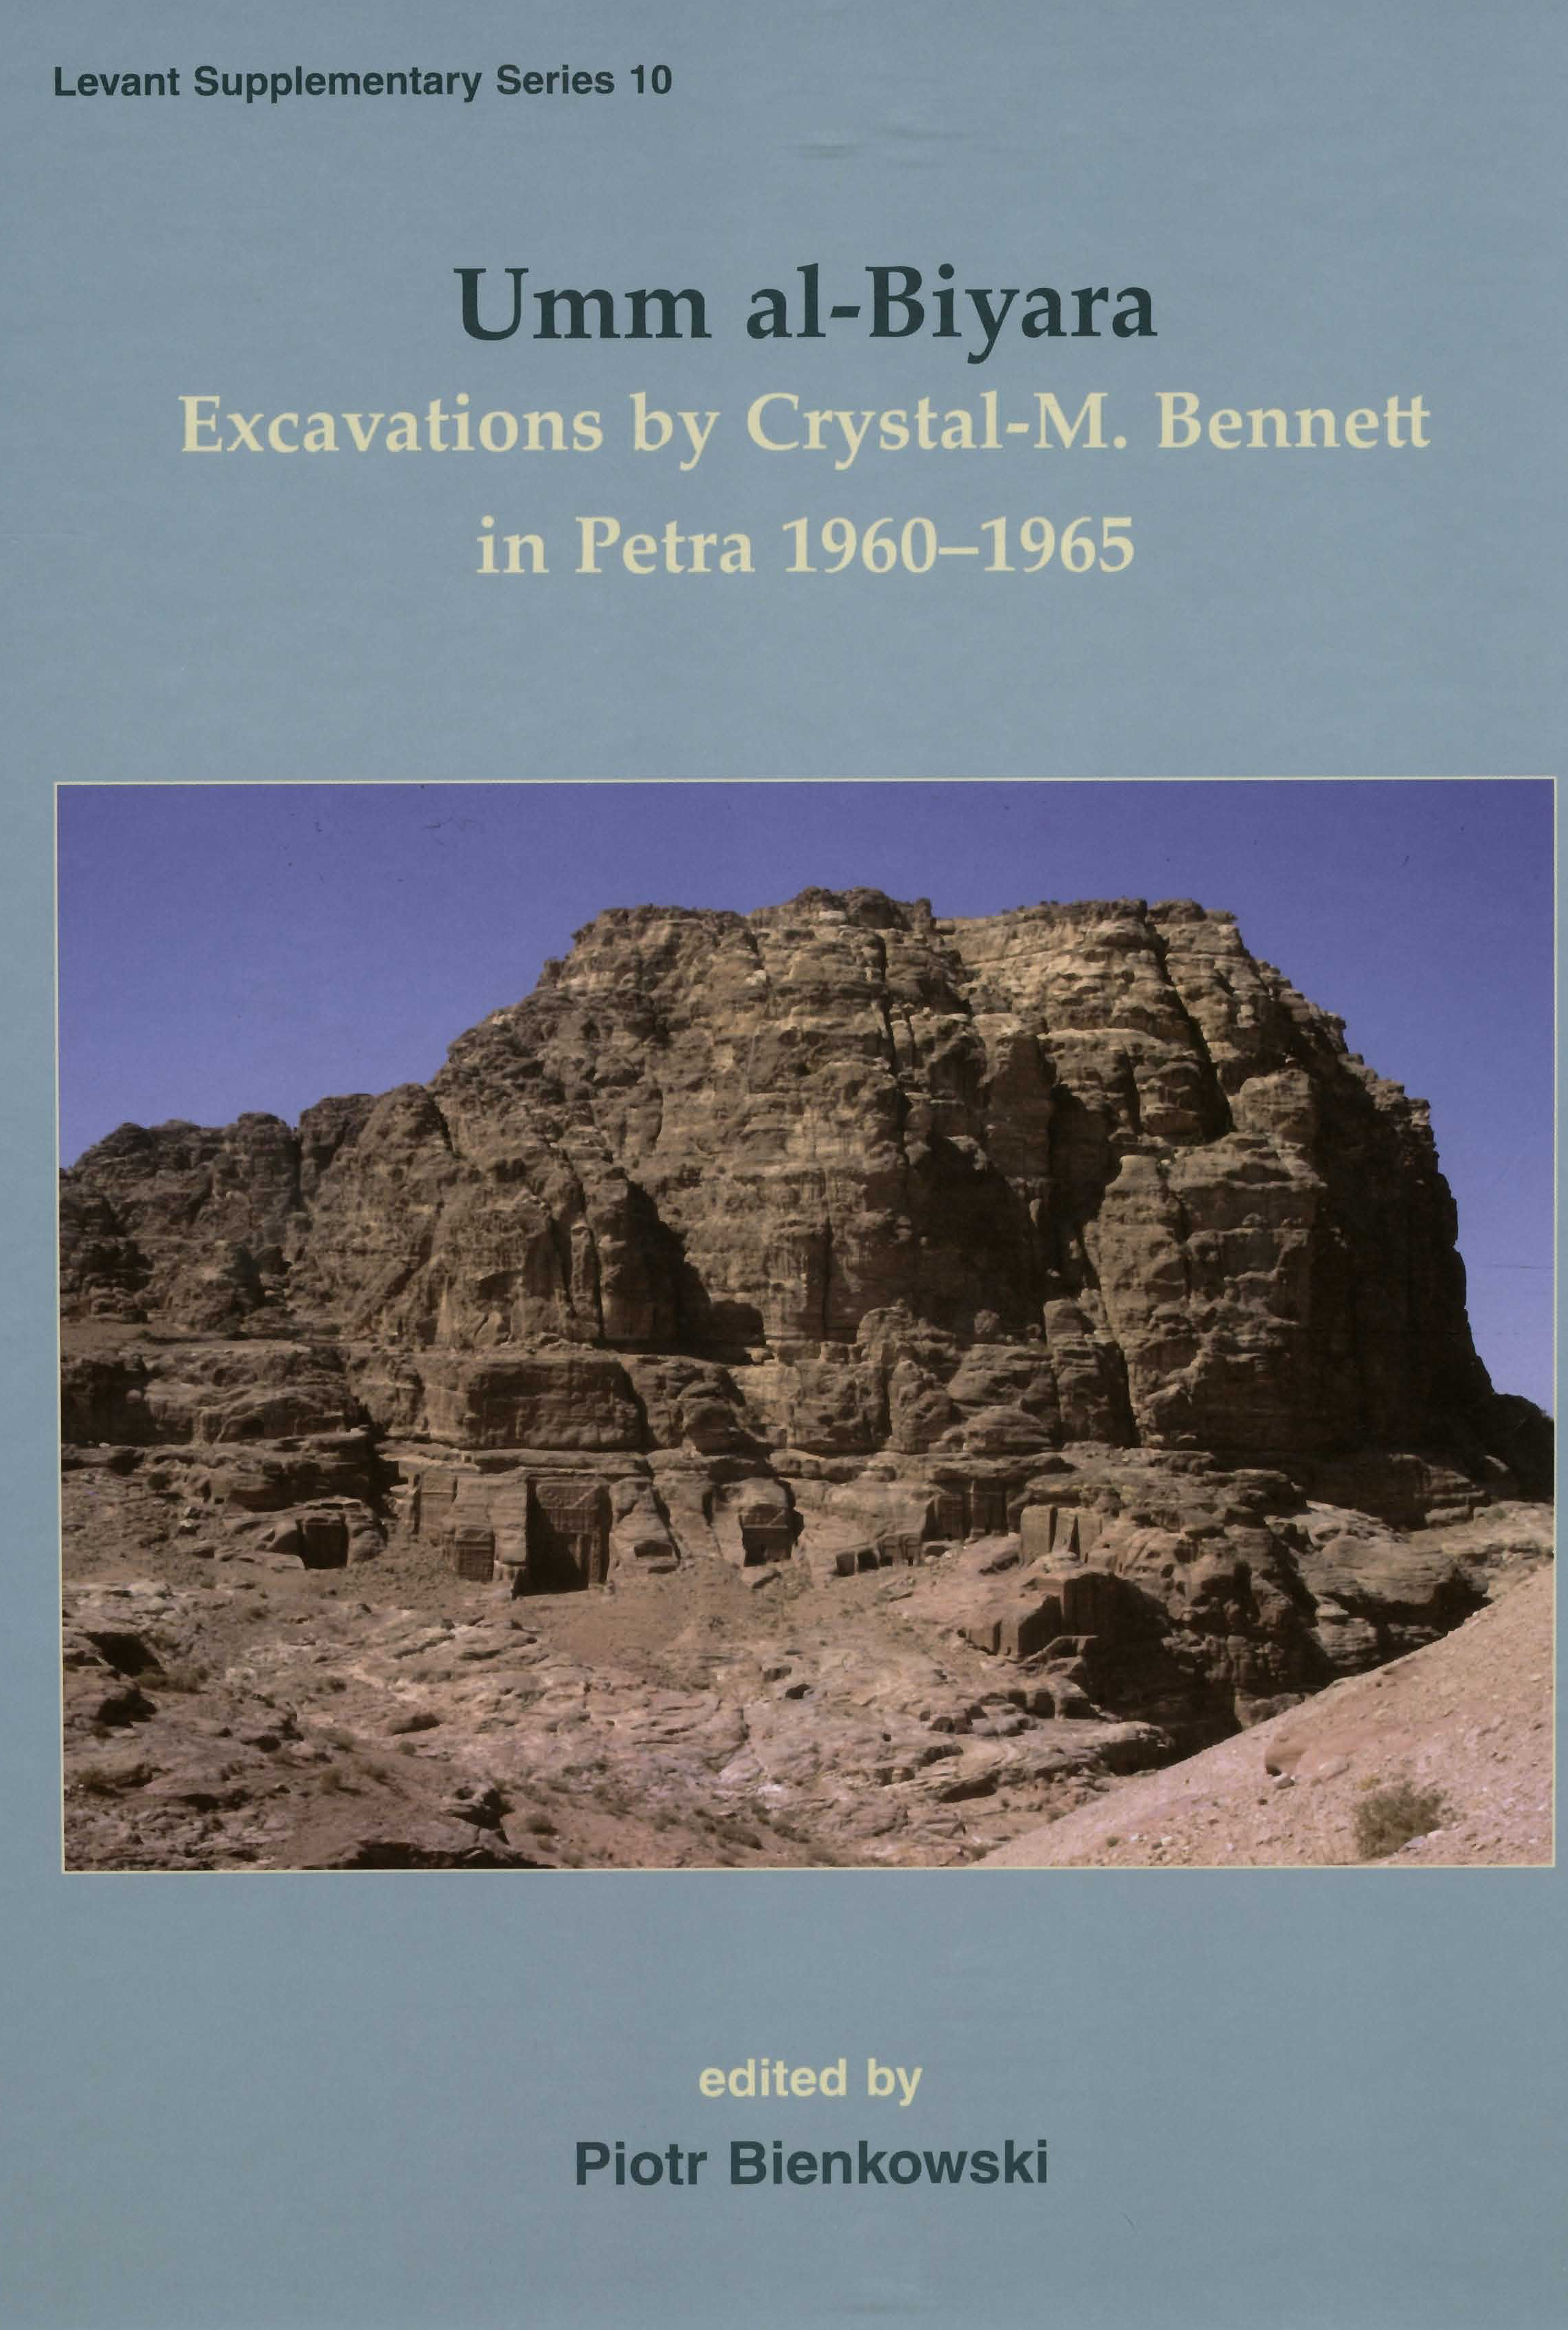 Levant Supplementary Series 10
Umm al-Biyara
Excavations by Crystal-M. Bennett
in Petra 1960–1965
edited by
Piotr Bienkowski